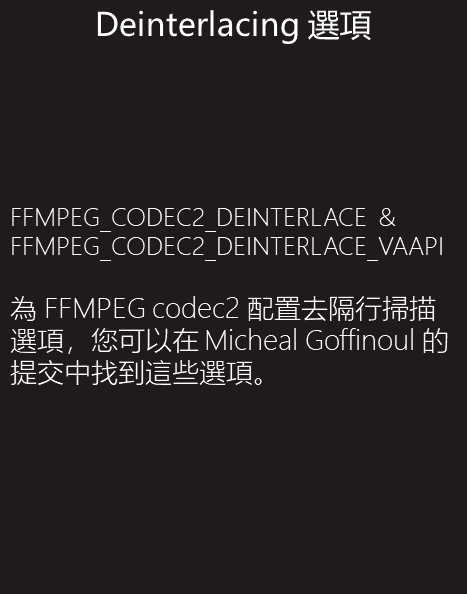 Deinterlacing 選項
FFMPEG_CODEC2_DEINTERLACE &
FFMPEG_CODEC2_DEINTERLACE_VAAPI
為 FFMPEG codec2 配置去隔行掃描
選項，您可以在 Micheal Goffinoul 的
提交中找到這些選項。